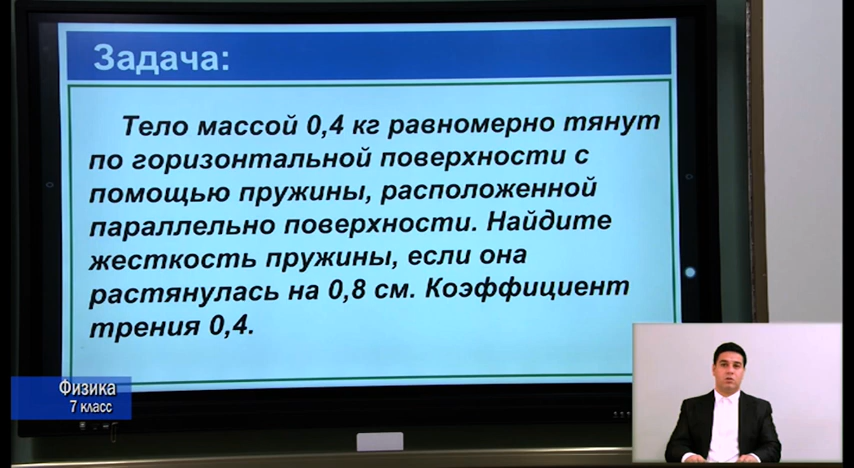 Задача:
Тело массой 0,4 кг равномерно тянут
по горизонтальной поверхности с
помощью пружины, расположенной
параллельно поверхности. Найдите
жесткость пружины, если она
растянулась на 0,8 см. Коэффициент
трения 0,4.
Физика
7 класс